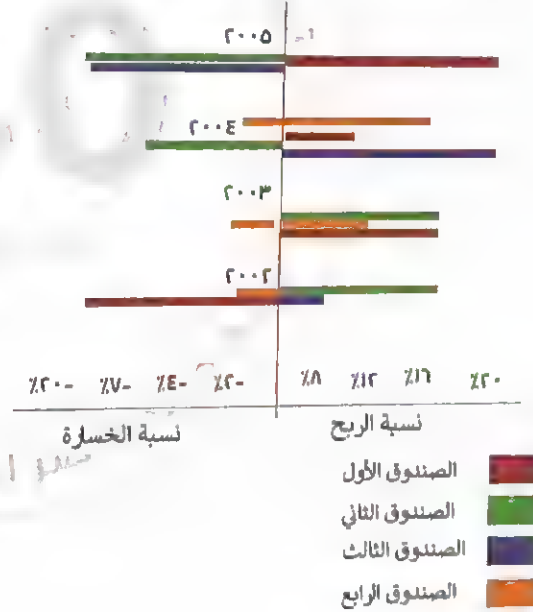 ٢٠٠٥
٢٠٠٤
٢٠٠٣
٢٠٠٢
٪٢٠- ٪٧- ٪٤- ٪٢- ٪٨ ٪١٢ ٪١٦ ٪٢٠
نسبة الربح
نسبة الخسارة
الصندوق الأول
الصندوق الثاني
الصندوق الثالث
الصندوق الرابع